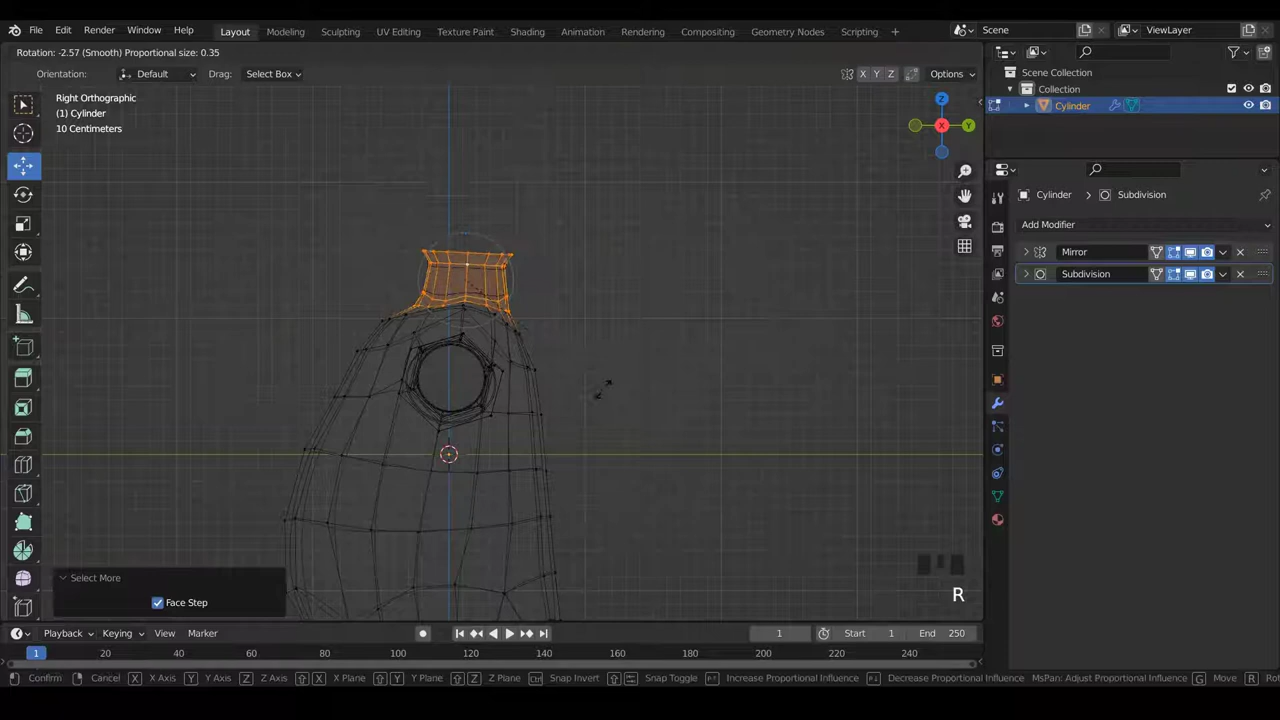 File Edit Render Window Help Layout Modeling Sculpting UV Editing Texture Paint Shading Animation Rendering Compositing Geometry Nodes Scripting + Scene ViewLayer
Rotation: -2.57 (Smooth) Proportional size: 0.35
Orientation: Default Drag: Select Box X Y Z Options
Right Orthographic
(1) Cylinder
10 Centimeters
Z
X
Y
Scene Collection
Collection
Cylinder
Cylinder > Subdivision
Add Modifier
Mirror
Subdivision
Select More
Face Step
R
Playback Keying View Marker 1 Start 1 End 250
1 20 40 60 80 100 120 140 160 180 200 220 240
Confirm Cancel X X Axis Y Y Axis Z Z Axis X X Plane Y Y Plane Z Z Plane Ctrl Snap Invert Snap Toggle Increase Proportional Influence Decrease Proportional Influence MsPan: Adjust Proportional Influence G Move R